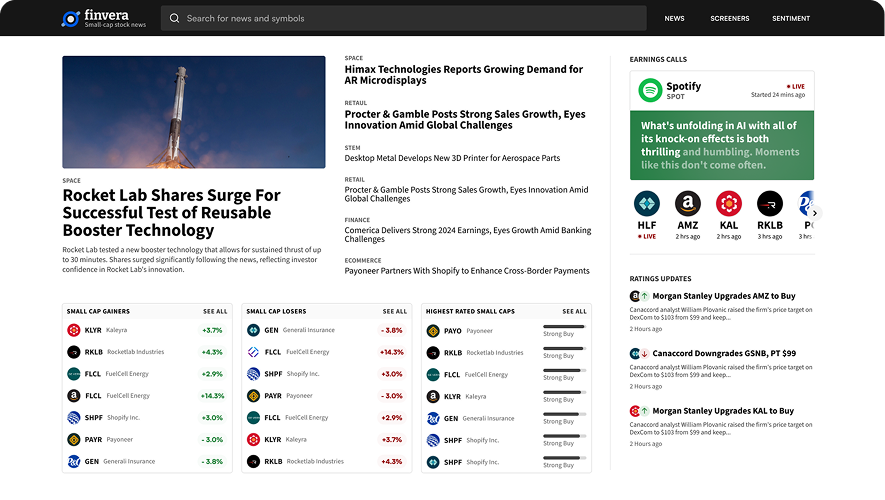 finvera
Small-cap stock news
Search for news and symbols
NEWS
SCREENERS
SENTIMENT
SPACE
Rocket Lab Shares Surge For
Successful Test of Reusable
Booster Technology
Rocket Lab tested a new booster technology that allows for sustained thrust of up
to 30 minutes. Shares surged significantly following the news, reflecting investor
confidence in Rocket Lab's innovation.
SPACE
Himax Technologies Reports Growing Demand for
AR Microdisplays
RETAUL
Procter & Gamble Posts Strong Sales Growth, Eyes
Innovation Amid Global Challenges
STEM
Desktop Metal Develops New 3D Printer for Aerospace Parts
RETAIL
Procter & Gamble Posts Strong Sales Growth, Eyes Innovation Amid
Global Challenges
FINANCE
Comerica Delivers Strong 2024 Earnings, Eyes Growth Amid Banking
Challenges
ECOMMERCE
Payoneer Partners With Shopify to Enhance Cross-Border Payments
EARNINGS CALLS
Spotify
SPOT
LIVE
Started 24 mins ago
What's unfolding in AI with all of
its knock-on effects is both
thrilling and humbling. Moments
like this don't come often.
HLF
LIVE
AMZ
2 hrs ago
KAL
2 hrs ago
RKLB
3 hrs ago
3 hrs
RATINGS UPDATES
Morgan Stanley Upgrades AMZ to Buy
Canaccord analyst William Plovanic raised the firm's price target on
DexCom to $103 from $99 and keep...
2 Hours ago
Canaccord Downgrades GSNB, PT $99
Canaccord analyst William Plovanic raised the firm's price target on
DexCom to $103 from $99 and keep...
2 Hours ago
Morgan Stanley Upgrades KAL to Buy
Canaccord analyst William Plovanic raised the firm's price target on
DexCom to $103 from $99 and keep...
2 Hours ago
SMALL CAP GAINERS SEE ALL
KLYR Kaleyra +3.7%
RKLB Rocketlab Industries +4.3%
FLCL FuelCell Energy +2.9%
FLCL FuelCell Energy +14.3%
SHPF Shopify Inc. +3.0%
PAYR Payoneer - 3.0%
GEN Generali Insurance - 3.8%
SMALL CAP LOSERS SEE ALL
GEN Generali Insurance - 3.8%
FLCL FuelCell Energy +14.3%
SHPF Shopify Inc. +3.0%
PAYR Payoneer - 3.0%
FLCL FuelCell Energy +2.9%
KLYR Kaleyra +3.7%
RKLB Rocketlab Industries +4.3%
HIGHEST RATED SMALL CAPS SEE ALL
PAYO Payoneer
Strong Buy
RKLB Rocketlab Industries
Strong Buy
FLCL FuelCell Energy
Strong Buy
KLYR Kaleyra
Strong Buy
GEN Generali Insurance
Strong Buy
SHPF Shopify Inc.
Strong Buy
SHPF Shopify Inc.
Strong Buy